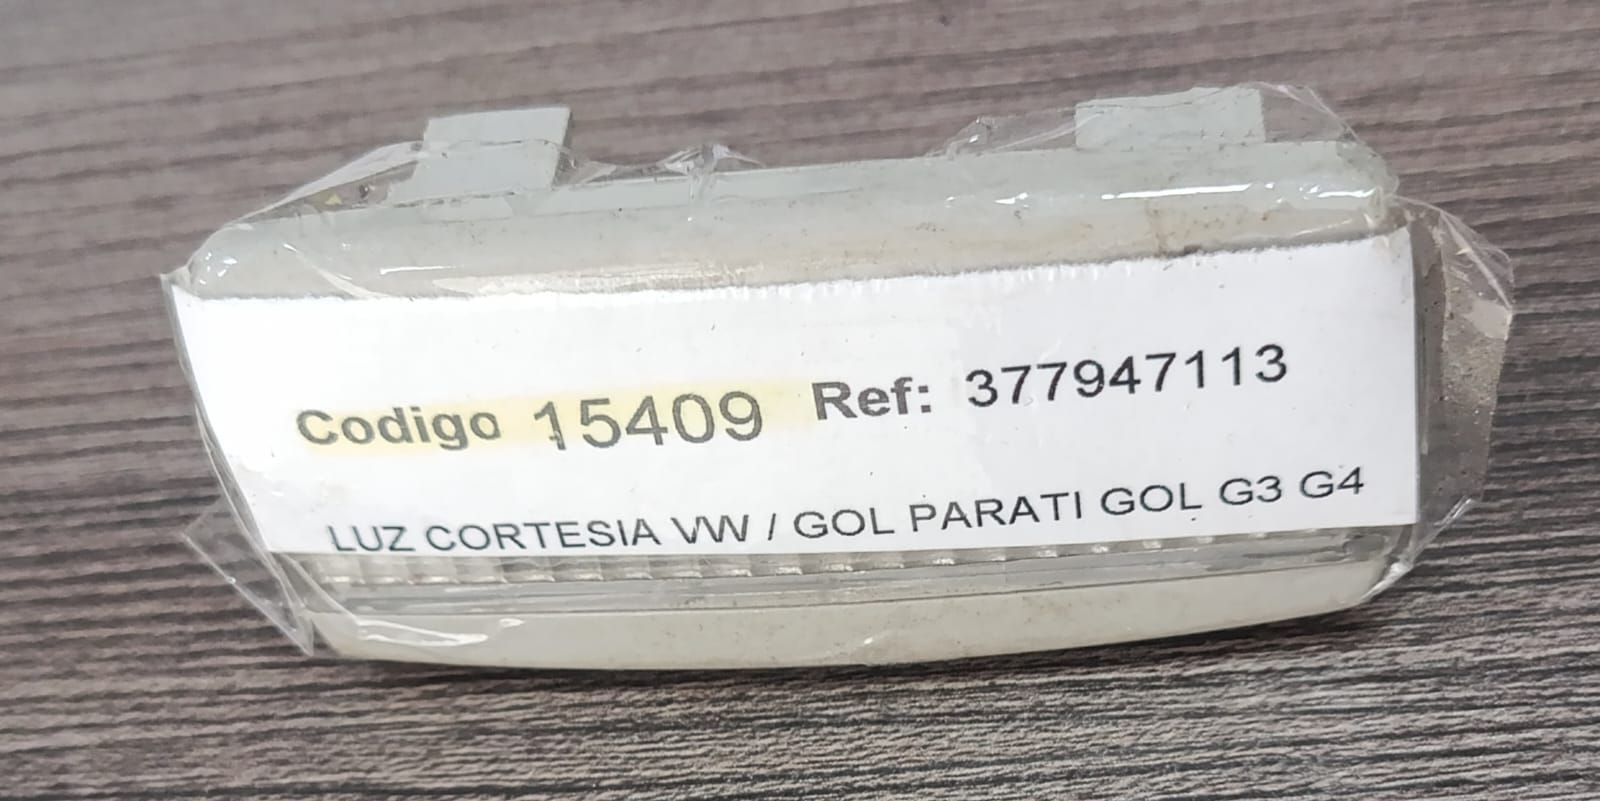 Codigo 15409 Ref: 377947113
LUZ CORTESIA VW / GOL PARATI GOL G3 G4